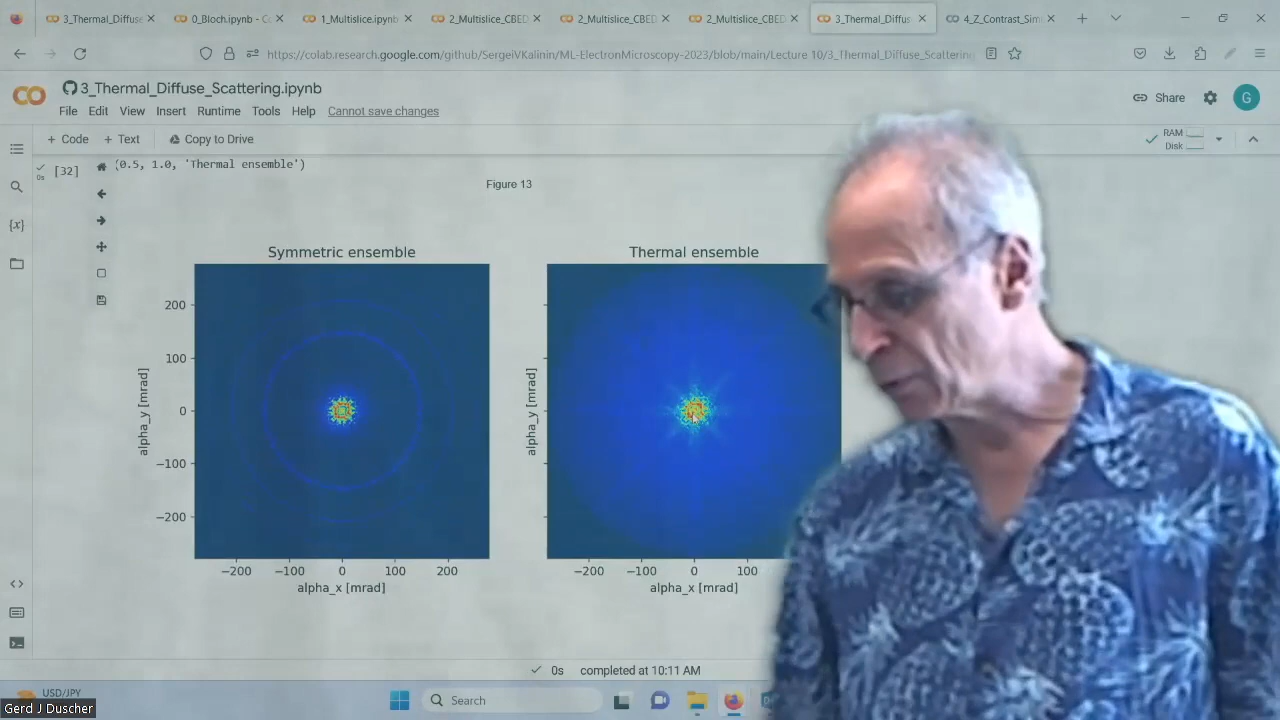 3_Thermal_Diffuse
0_Bloch.ipynb - Co
1_Multislice.ipynb
2_Multislice_CBED
2_Multislice_CBED
2_Multislice_CBED
3_Thermal_Diffus
4_Z_Contrast_Sim
https://colab.research.google.com/github/SergeiVKalinin/ML-ElectronMicroscopy-2023/blob/main/Lecture 10/3_Thermal_Diffuse_Scattering
3_Thermal_Diffuse_Scattering.ipynb
File Edit View Insert Runtime Tools Help Cannot save changes
Share
G
+ Code + Text Copy to Drive
RAM
Disk
[32]
0s
(0.5, 1.0, 'Thermal ensemble')
Figure 13
Symmetric ensemble
Thermal ensemble
200
100
0
−100
−200
alpha_y [mrad]
alpha_y [mrad]
−200 −100 0 100 200
−200 −100 0 100
alpha_x [mrad]
alpha_x [mrad]
{x}
0s completed at 10:11 AM
USD/JPY
Search
Gerd J Duscher